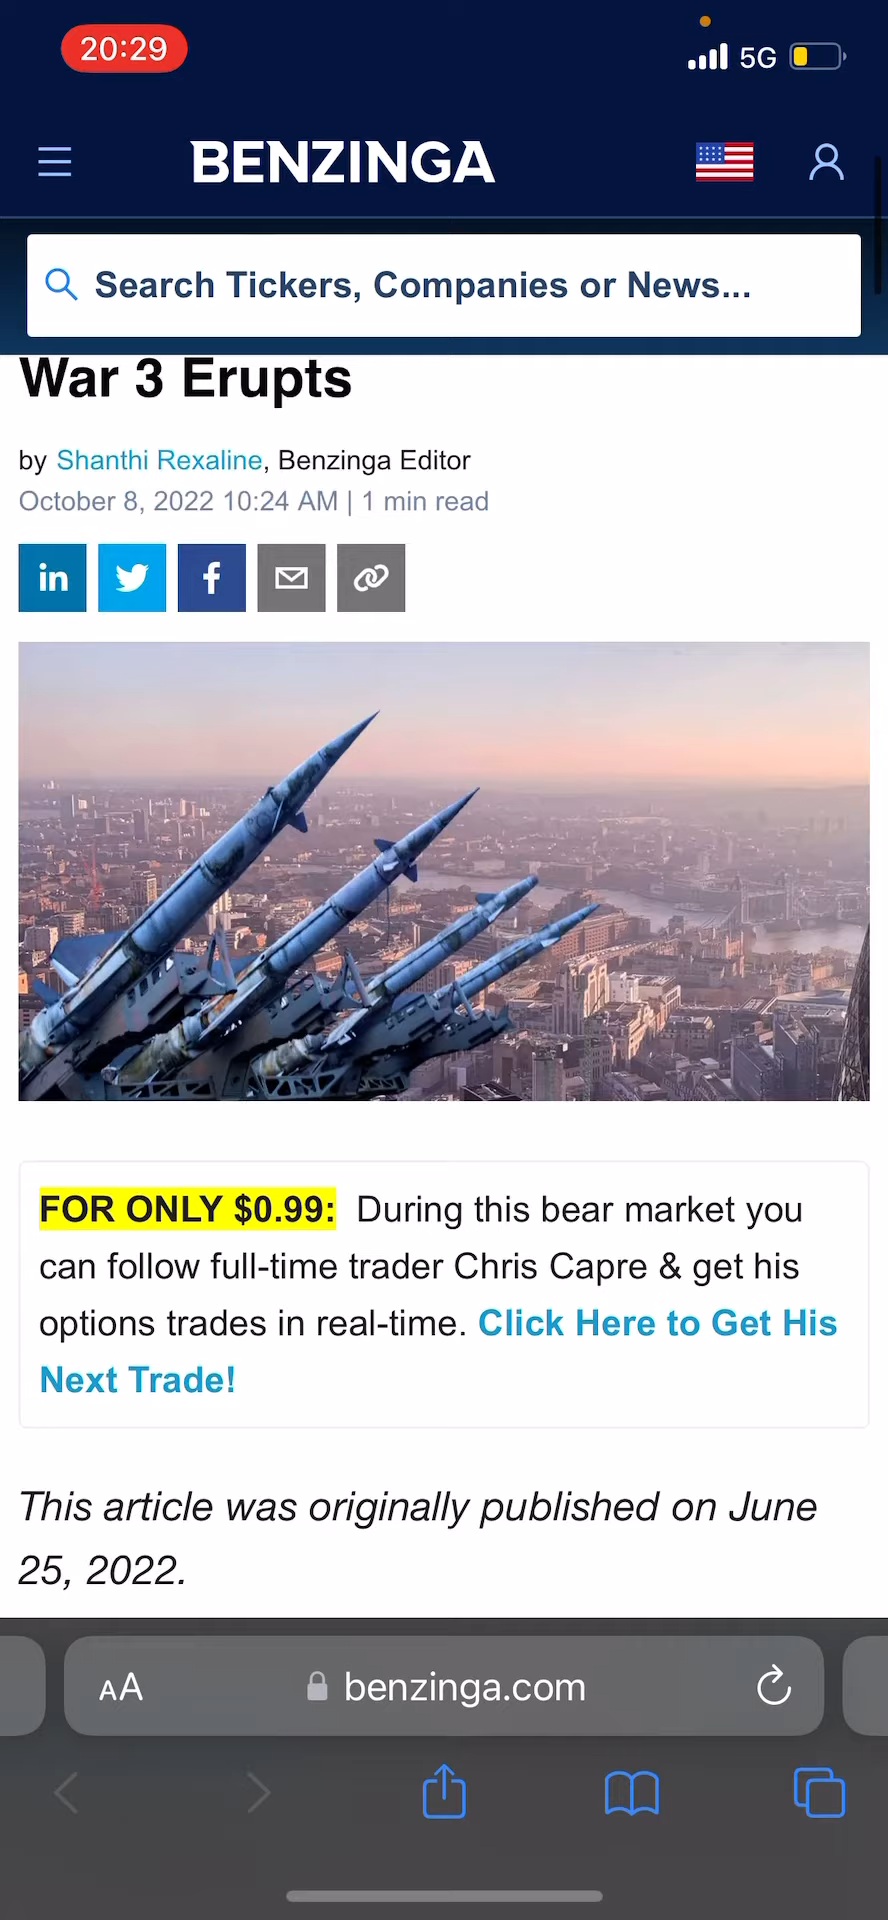 20:29
5G
BENZINGA
Search Tickers, Companies or News...
War 3 Erupts
by Shanthi Rexaline, Benzinga Editor
October 8, 2022 10:24 AM | 1 min read
in
f
FOR ONLY $0.99: During this bear market you
can follow full-time trader Chris Capre & get his
options trades in real-time. Click Here to Get His
Next Trade!
This article was originally published on June
25, 2022.
AA
benzinga.com